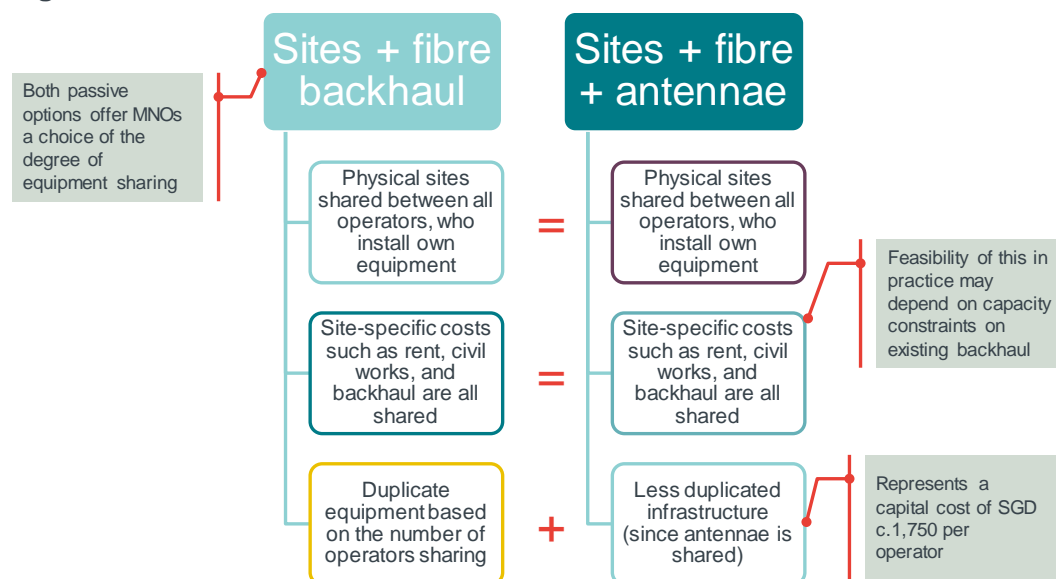 Sites + fibre
backhaul
Sites + fibre
+ antennae
Both passive
options offer MNOs
a choice of the
degree of
equipment sharing
Physical sites
shared between all
operators, who
install own
equipment
=
Physical sites
shared between all
operators, who
install own
equipment
Feasibility of this in
practice may
depend on capacity
constraints on
existing backhaul
Site-specific costs
such as rent, civil
works, and
backhaul are all
shared
=
Site-specific costs
such as rent, civil
works, and
backhaul are all
shared
Duplicate
equipment based
on the number of
operators sharing
+
Less duplicated
infrastructure
(since antennae is
shared)
Represents a
capital cost of SGD
c.1,750 per
operator